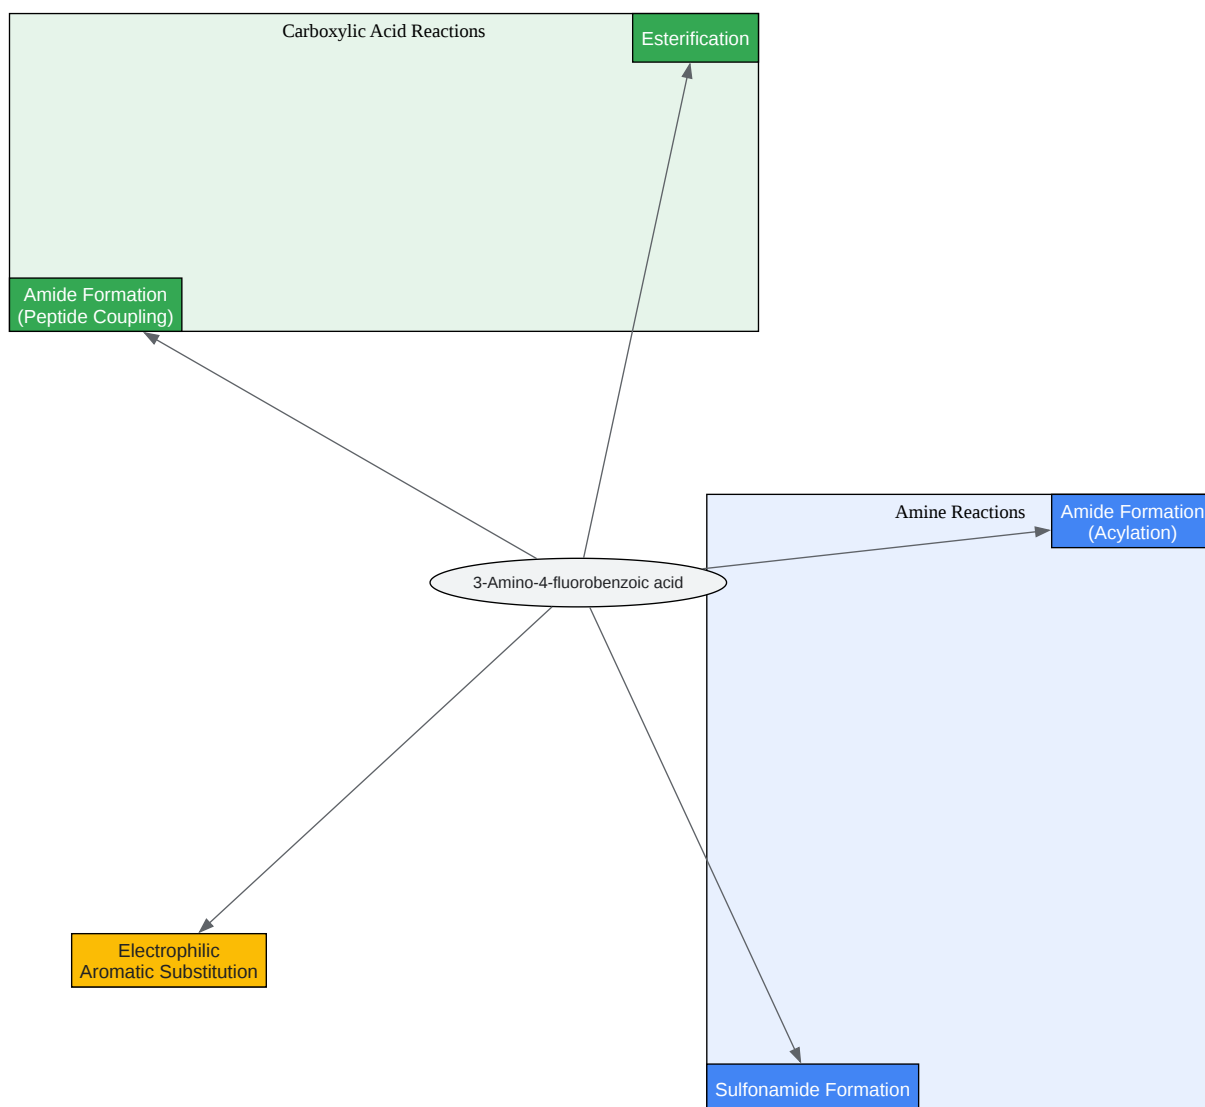 Carboxylic Acid Reactions
Esterification
Amide Formation
(Peptide Coupling)
Amine Reactions
Amide Formation
(Acylation)
3-Amino-4-fluorobenzoic acid
Electrophilic
Aromatic Substitution
Sulfonamide Formation